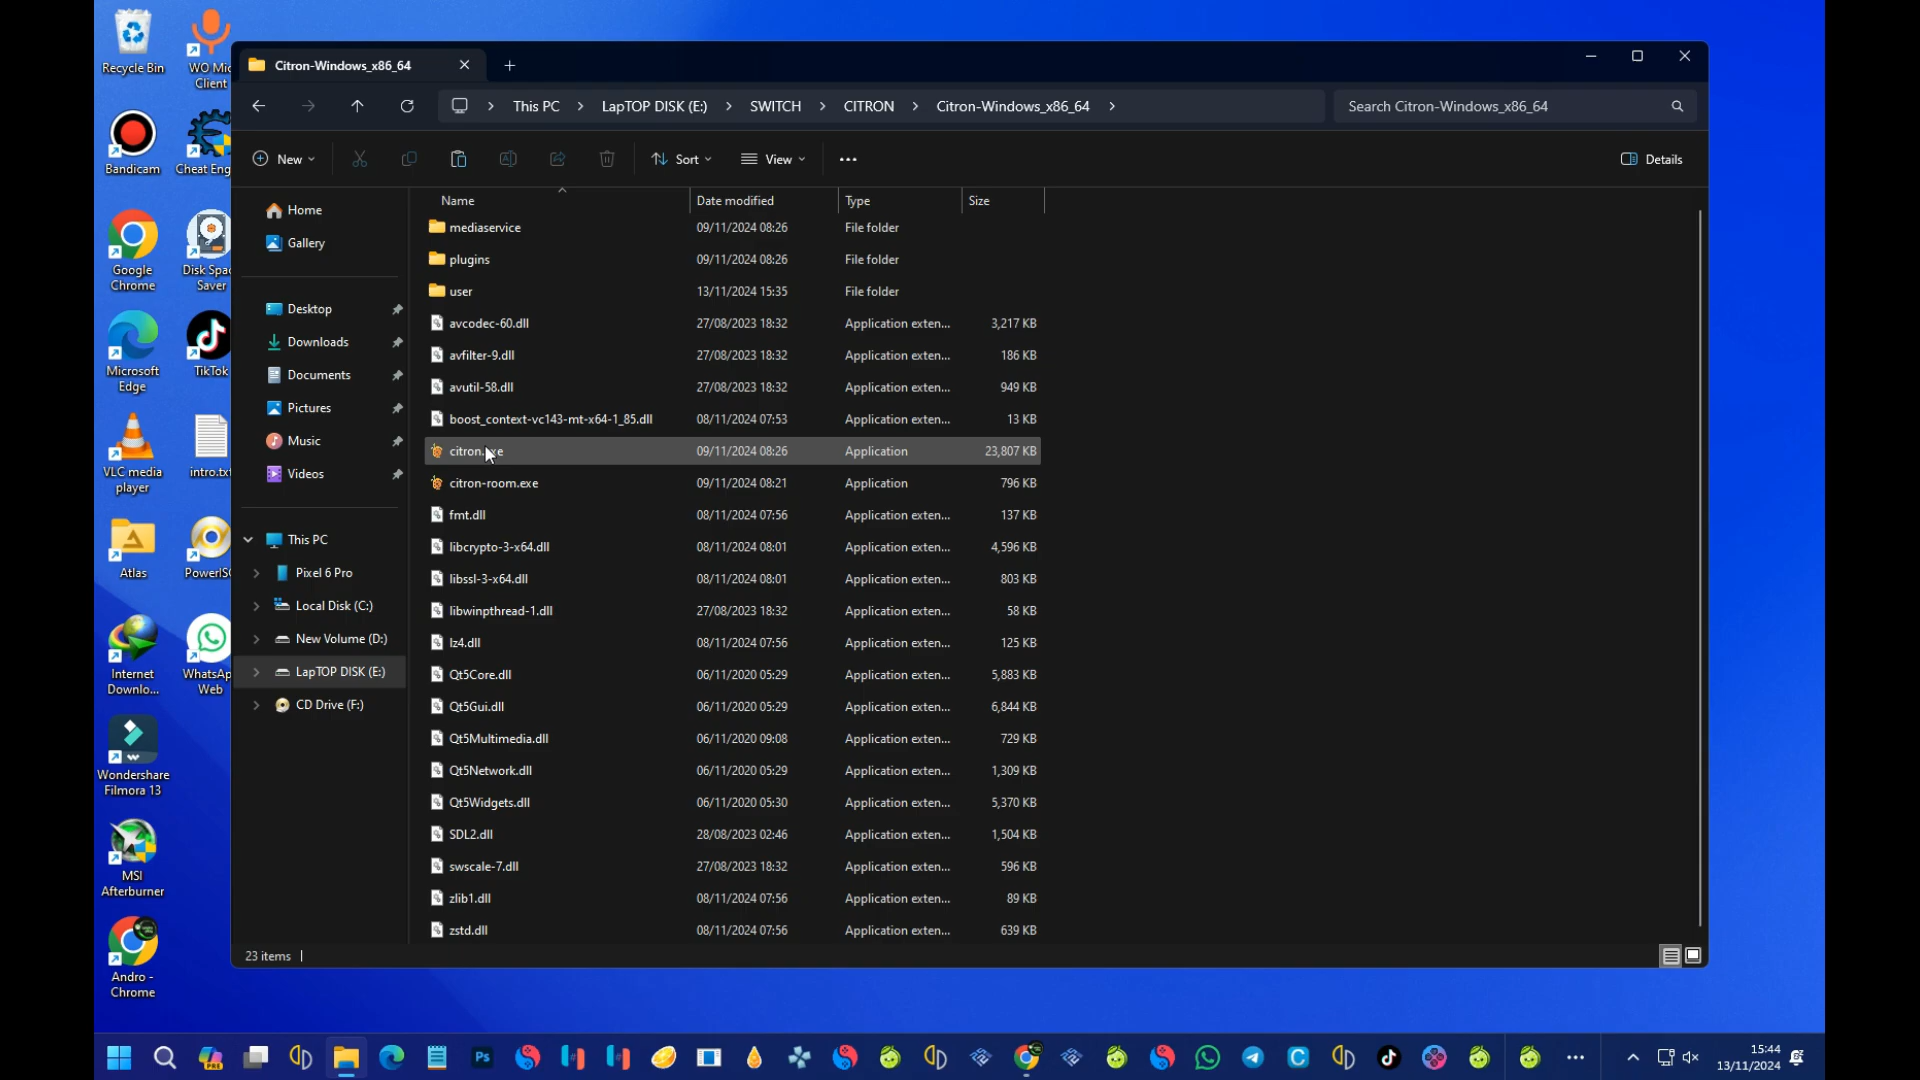 Recycle Bin
WO Mic
Client
Bandicam
Cheat Eng
Google
Chrome
Disk Spac
Saver
Microsoft
Edge
TikTok
VLC media
player
intro.txt
Atlas
PowerISO
Internet
Downlo...
WhatsAp
Web
Wondershare
Filmora 13
MSI
Afterburner
Andro -
Chrome
Citron-Windows_x86_64
This PC
LapTOP DISK (E:)
SWITCH
CITRON
Citron-Windows_x86_64
Search Citron-Windows_x86_64
New
Sort
View
Details
Home
Gallery
Desktop
Downloads
Documents
Pictures
Music
Videos
This PC
Pixel 6 Pro
Local Disk (C:)
New Volume (D:)
LapTOP DISK (E:)
CD Drive (F:)
Name Date modified Type Size
mediaservice 09/11/2024 08:26 File folder
plugins 09/11/2024 08:26 File folder
user 13/11/2024 15:35 File folder
avcodec-60.dll 27/08/2023 18:32 Application exten... 3,217 KB
avfilter-9.dll 27/08/2023 18:32 Application exten... 186 KB
avutil-58.dll 27/08/2023 18:32 Application exten... 949 KB
boost_context-vc143-mt-x64-1_85.dll 08/11/2024 07:53 Application exten... 13 KB
citron.exe 09/11/2024 08:26 Application 23,807 KB
citron-room.exe 09/11/2024 08:21 Application 796 KB
fmt.dll 08/11/2024 07:56 Application exten... 137 KB
libcrypto-3-x64.dll 08/11/2024 08:01 Application exten... 4,596 KB
libssl-3-x64.dll 08/11/2024 08:01 Application exten... 803 KB
libwinpthread-1.dll 27/08/2023 18:32 Application exten... 58 KB
lz4.dll 08/11/2024 07:56 Application exten... 125 KB
Qt5Core.dll 06/11/2020 05:29 Application exten... 5,883 KB
Qt5Gui.dll 06/11/2020 05:29 Application exten... 6,844 KB
Qt5Multimedia.dll 06/11/2020 09:08 Application exten... 729 KB
Qt5Network.dll 06/11/2020 05:29 Application exten... 1,309 KB
Qt5Widgets.dll 06/11/2020 05:30 Application exten... 5,370 KB
SDL2.dll 28/08/2023 02:46 Application exten... 1,504 KB
swscale-7.dll 27/08/2023 18:32 Application exten... 596 KB
zlib1.dll 08/11/2024 07:56 Application exten... 89 KB
zstd.dll 08/11/2024 07:56 Application exten... 639 KB
23 items
PRE
Ps
C
15:44
13/11/2024